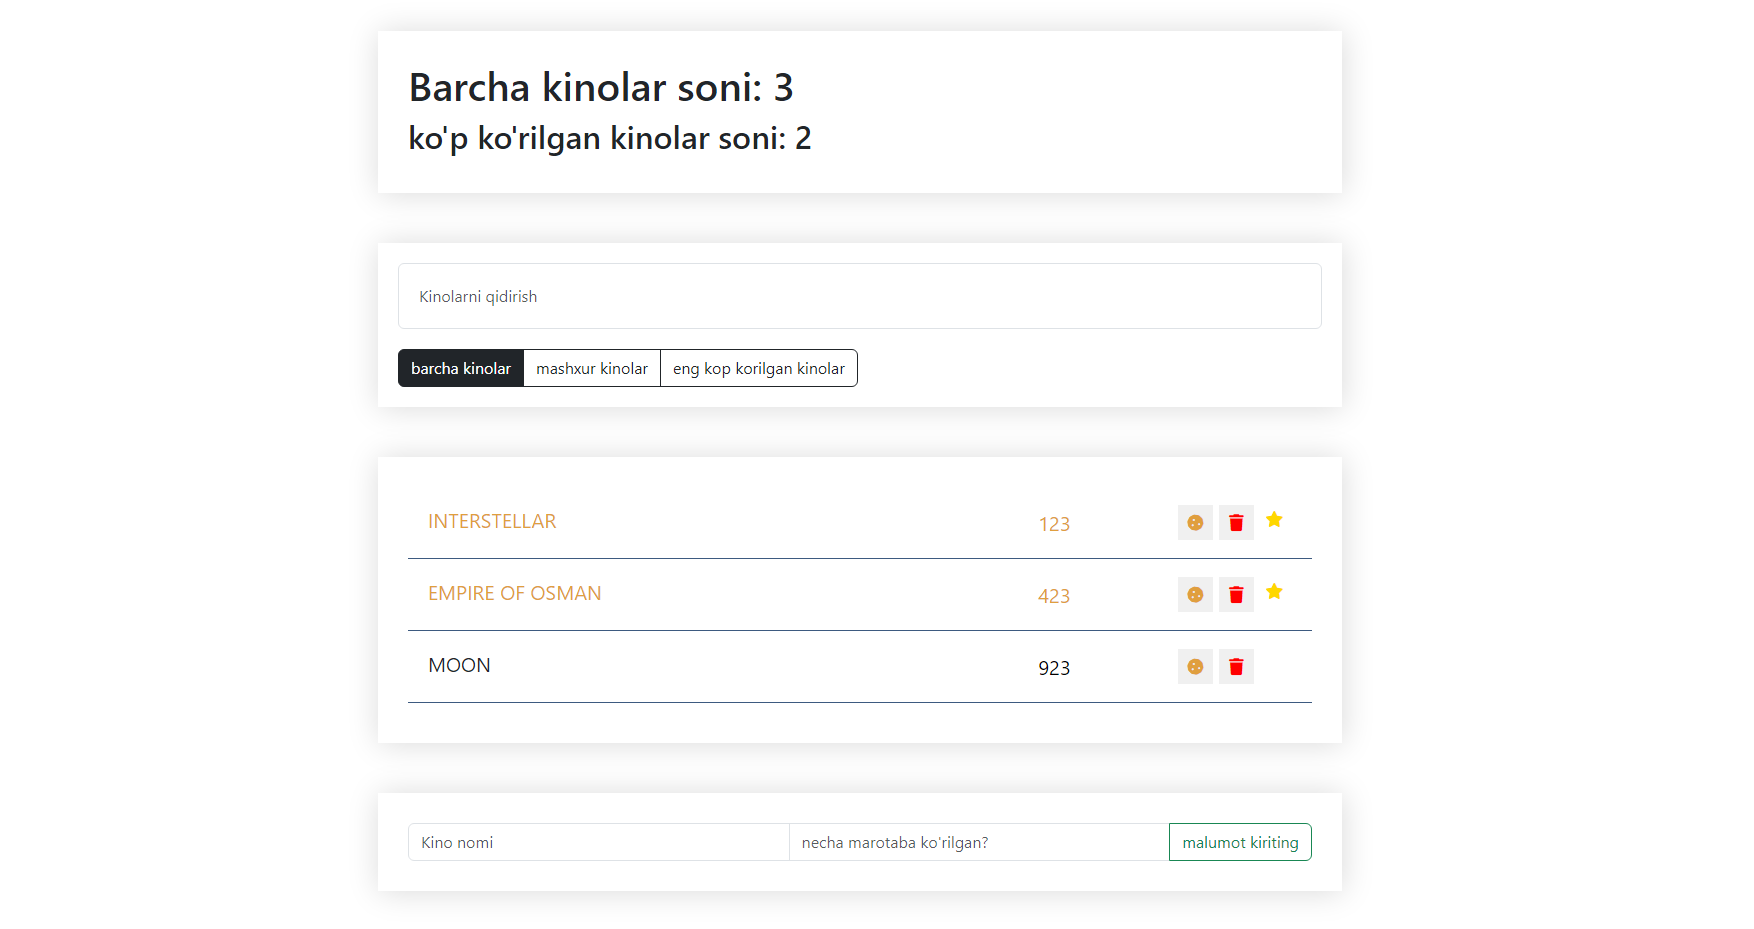 Barcha kinolar soni: 3
ko'p ko'rilgan kinolar soni: 2
Kinolarni qidirish
barcha kinolar mashxur kinolar eng kop korilgan kinolar
INTERSTELLAR 123
EMPIRE OF OSMAN 423
MOON 923
Kino nomi necha marotaba ko'rilgan? malumot kiriting